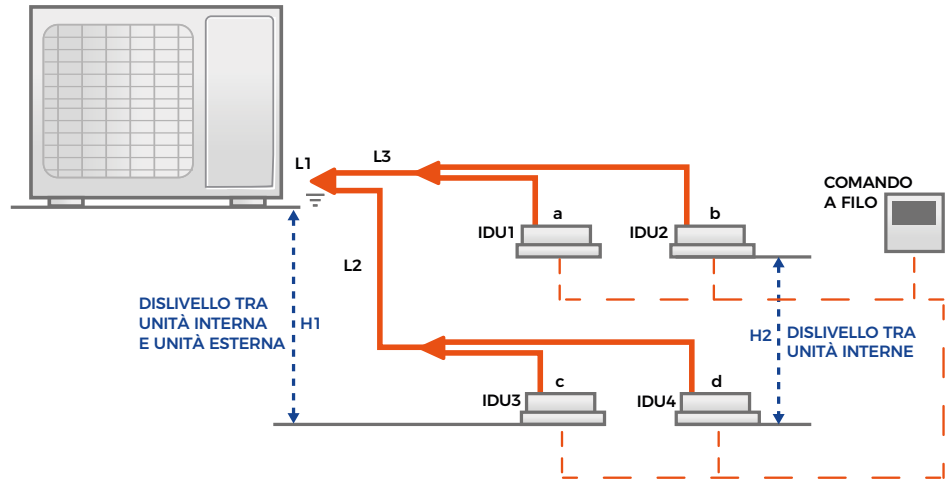 L1
L3
COMANDO
A FILO
a
b
IDU1
IDU2
L2
DISLIVELLO TRA
UNITÀ INTERNA
E UNITÀ ESTERNA
H1
H2
DISLIVELLO TRA
UNITÀ INTERNE
c
d
IDU3
IDU4